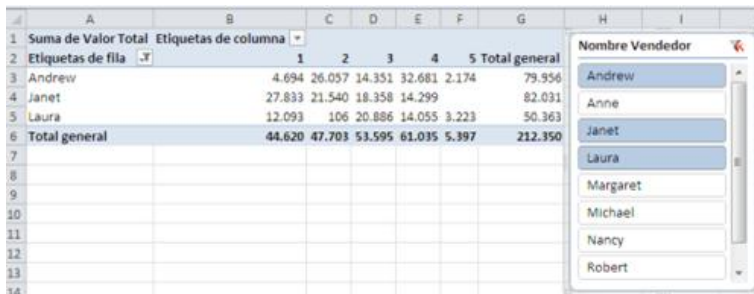 A B C D E F G H I
1 Suma de Valor Total Etiquetas de columna
2 Etiquetas de fila 1 2 3 4 5 Total general
3 Andrew 4.694 26.057 14.351 32.681 2.174 79.956
4 Janet 27.833 21.540 18.358 14.299 82.031
5 Laura 12.093 106 20.886 14.055 3.223 50.363
6 Total general 44.620 47.703 53.595 61.035 5.397 212.350
7
8
9
10
11
12
13
14
Nombre Vendedor
Andrew
Anne
Janet
Laura
Margaret
Michael
Nancy
Robert